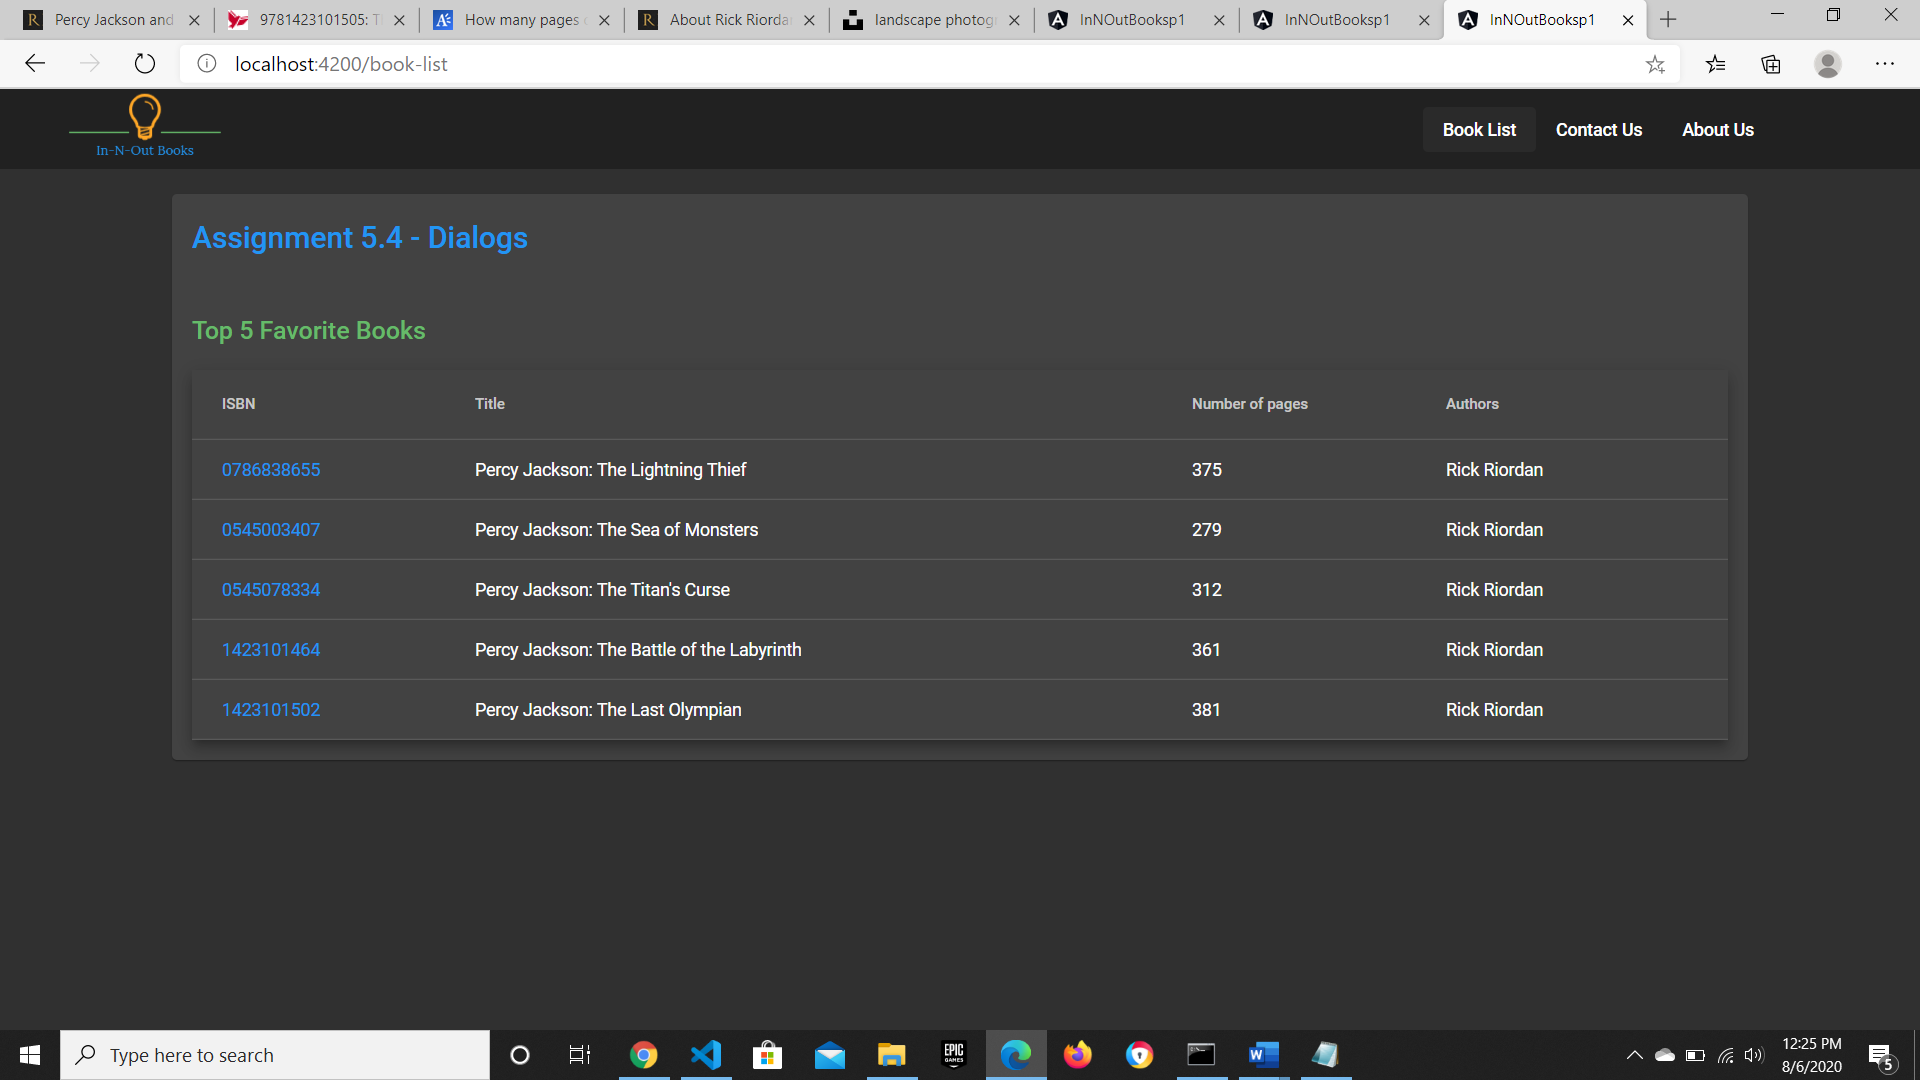 Percy Jackson and
9781423101505: T
How many pages
About Rick Riorda
landscape photogr
InNOutBooksp1
InNOutBooksp1
InNOutBooksp1
localhost:4200/book-list
In-N-Out Books
Book List Contact Us About Us
Assignment 5.4 - Dialogs
Top 5 Favorite Books
ISBN Title Number of pages Authors
0786838655 Percy Jackson: The Lightning Thief 375 Rick Riordan
0545003407 Percy Jackson: The Sea of Monsters 279 Rick Riordan
0545078334 Percy Jackson: The Titan's Curse 312 Rick Riordan
1423101464 Percy Jackson: The Battle of the Labyrinth 361 Rick Riordan
1423101502 Percy Jackson: The Last Olympian 381 Rick Riordan
Type here to search
EPIC
GAMES
12:25 PM
8/6/2020
5